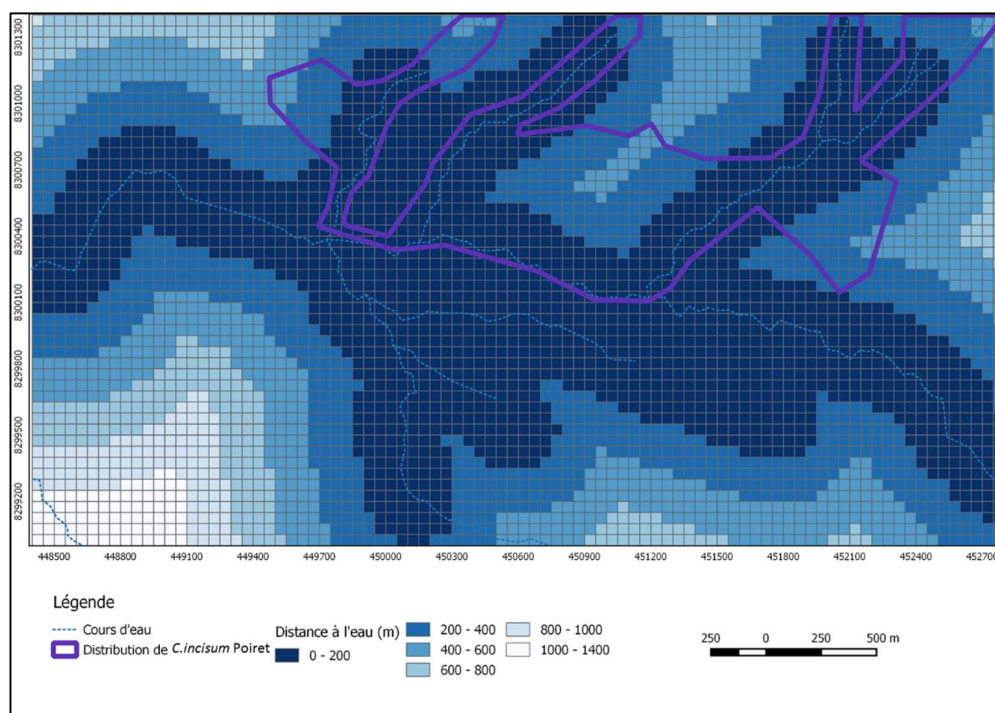 8301300
8301000
8300700
8300400
8300100
8299800
8299500
8299200
448500 448800 449100 449400 449700 450000 450300 450600 450900 451200 451500 451800 452100 452400 452700
Légende
Cours d'eau
Distribution de C.incisum Poiret
Distance à l'eau (m)
0 - 200
200 - 400
400 - 600
600 - 800
800 - 1000
1000 - 1400
250 0 250 500 m